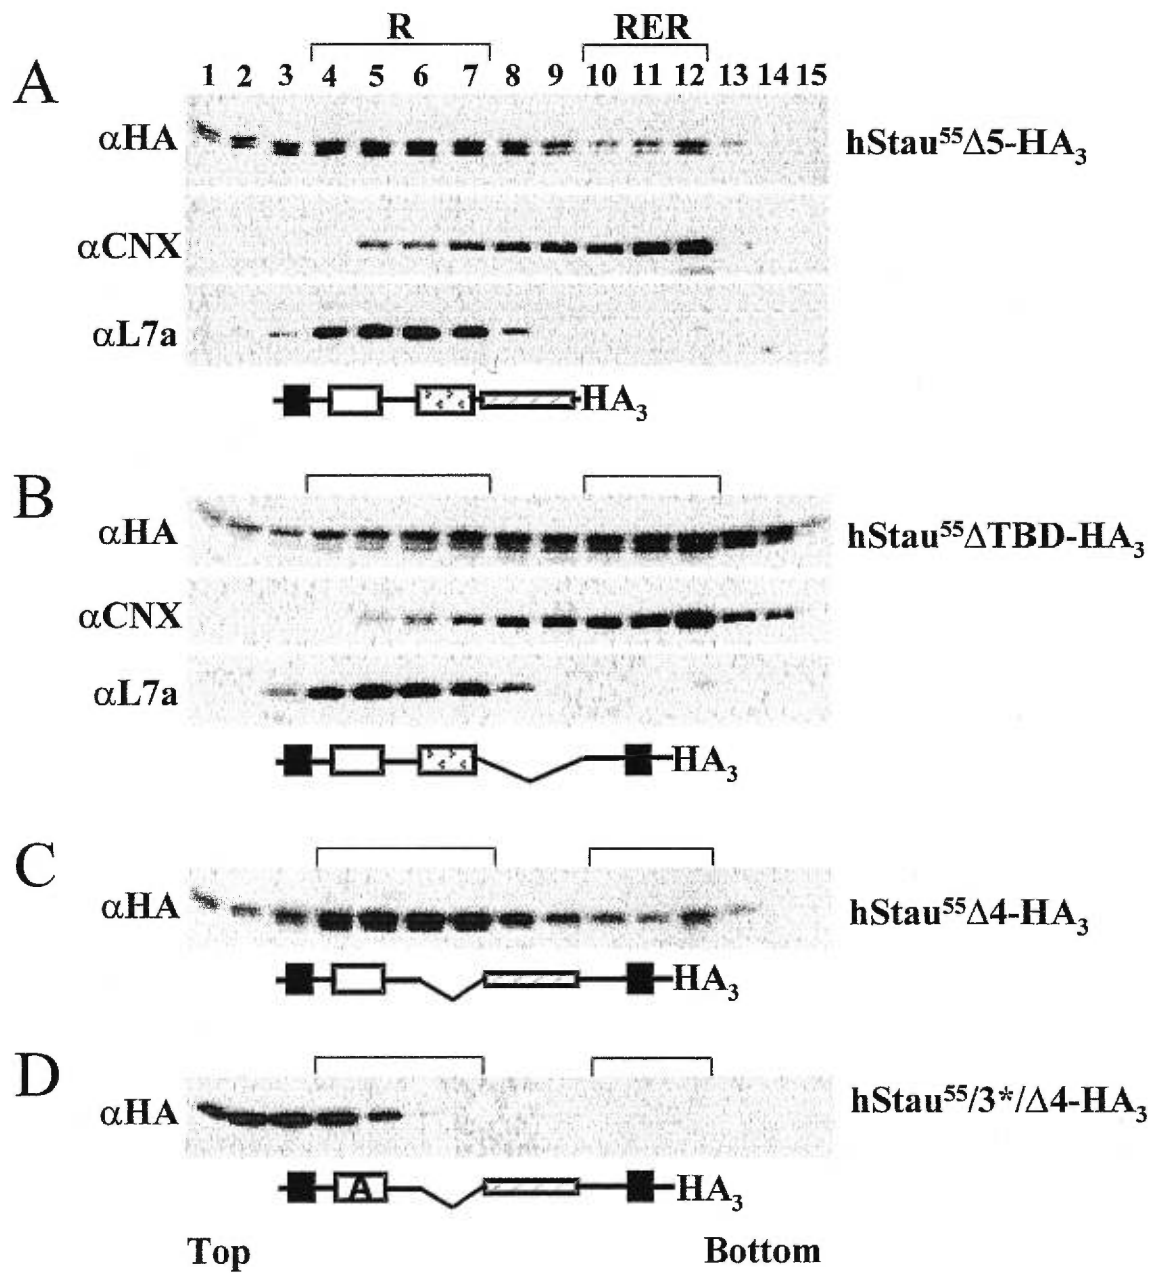 R RER
A 1 2 3 4 5 6 7 8 9 10 11 12 13 14 15
αHA hStau⁵⁵Δ5-HA₃
αCNX
αL7a
HA₃
B
αHA hStau⁵⁵ΔTBD-HA₃
αCNX
αL7a
HA₃
C
αHA hStau⁵⁵Δ4-HA₃
HA₃
D
αHA hStau⁵⁵/3*/Δ4-HA₃
A HA₃
Top Bottom